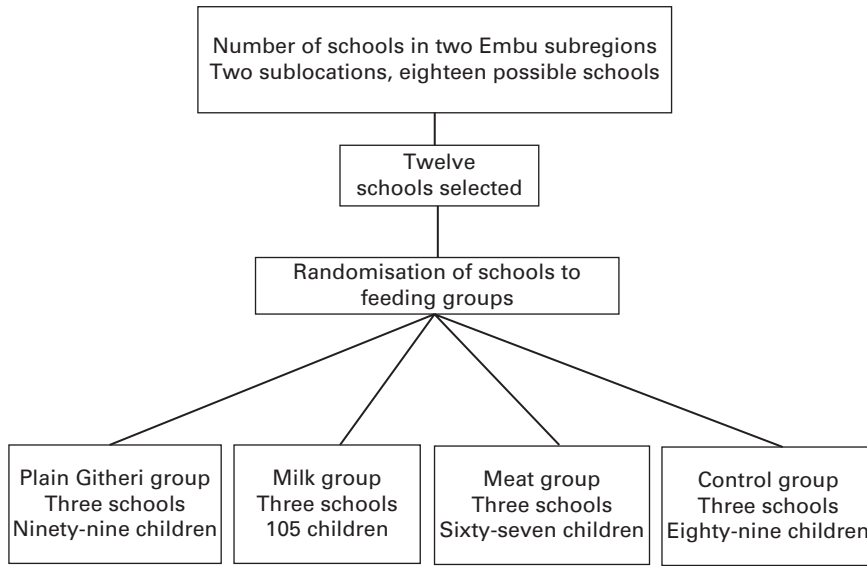 Number of schools in two Embu subregions
Two sublocations, eighteen possible schools
Twelve
schools selected
Randomisation of schools to
feeding groups
Plain Githeri group
Three schools
Ninety-nine children
Milk group
Three schools
105 children
Meat group
Three schools
Sixty-seven children
Control group
Three schools
Eighty-nine children